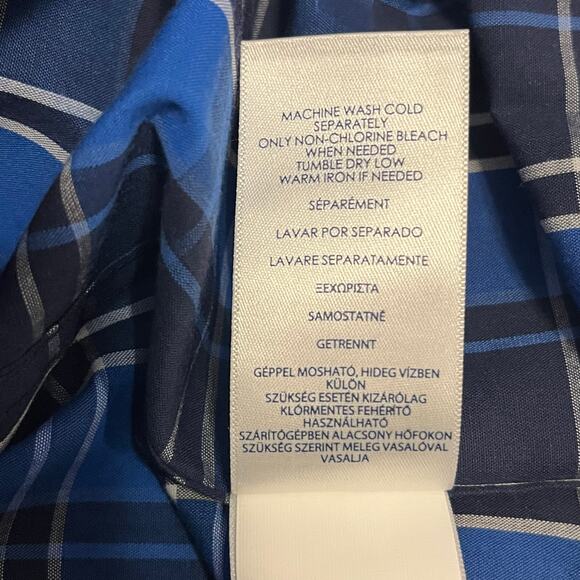 MACHINE WASH COLD
SEPARATELY
ONLY NON-CHLORINE BLEACH
WHEN NEEDED
TUMBLE DRY LOW
WARM IRON IF NEEDED
SÉPARÉMENT
LAVAR POR SEPARADO
LAVARE SEPARATAMENTE
ΞΕΧΩΡΙΣΤΑ
SAMOSTATNĚ
GETRENNT
GÉPPEL MOSHATÓ, HIDEG VÍZBEN
KÜLÖN
SZÜKSÉG ESETÉN KIZÁRÓLAG
KLÓRMENTES FEHÉRÍTŐ
HASZNÁLHATÓ
SZÁRÍTÓGÉPBEN ALACSONY HŐFOKON
SZÜKSÉG SZERINT MELEG VASALÓVAL
VASALJA